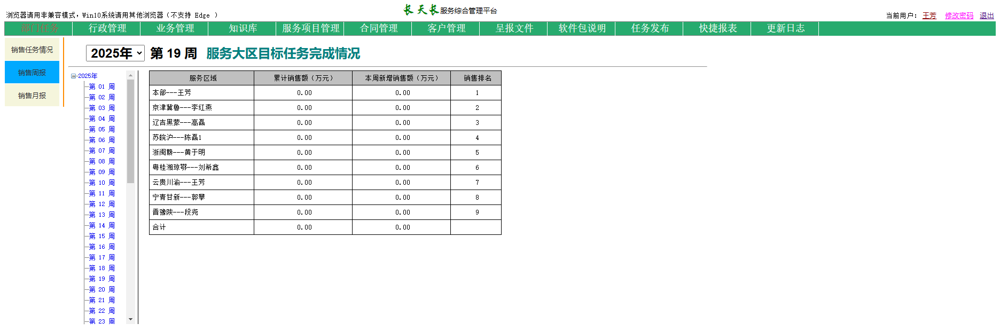 浏览器请用非兼容模式，Win10系统请用其他浏览器（不支持 Edge ）
长天长服务综合管理平台
当前用户： 王芳 修改密码 退出
部门任务 行政管理 业务管理 知识库 服务项目管理 合同管理 客户管理 呈报文件 软件包说明 任务发布 快捷报表 更新日志
销售任务情况
销售周报
销售月报
2025年 第 19 周 服务大区目标任务完成情况
2025年
第 01 周
第 02 周
第 03 周
第 04 周
第 05 周
第 06 周
第 07 周
第 08 周
第 09 周
第 10 周
第 11 周
第 12 周
第 13 周
第 14 周
第 15 周
第 16 周
第 17 周
第 18 周
第 19 周
第 20 周
第 21 周
第 22 周
第 23 周
服务区域 累计销售额（万元） 本周新增销售额（万元） 销售排名
本部---王芳 0.00 0.00 1
京津冀鲁---李红燕 0.00 0.00 2
辽吉黑蒙---高磊 0.00 0.00 3
苏皖沪---陈磊1 0.00 0.00 4
浙闽赣---黄于明 0.00 0.00 5
粤桂湘琼鄂---刘希鑫 0.00 0.00 6
云贵川渝---王芳 0.00 0.00 7
宁青甘新---郭攀 0.00 0.00 8
晋豫陕---段尧 0.00 0.00 9
合计 0.00 0.00